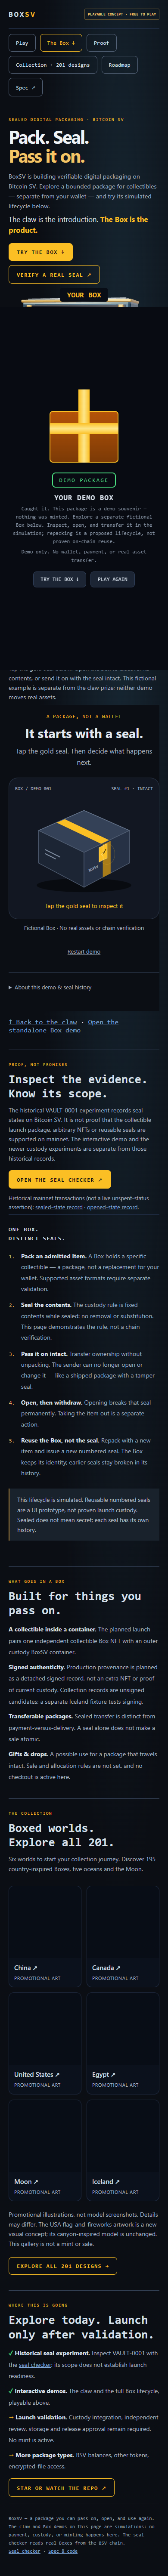 BOXSV
PLAYABLE CONCEPT · FREE TO PLAY
Play
The Box ↓
Proof
Collection · 201 designs
Roadmap
Spec ↗
SEALED DIGITAL PACKAGING · BITCOIN SV
Pack. Seal.
Pass it on.
BoxSV is building verifiable digital packaging on
Bitcoin SV. Explore a bounded package for collectibles
— separate from your wallet — and try its simulated
lifecycle below.
The claw is the introduction. The Box is the
product.
TRY THE BOX ↓
VERIFY A REAL SEAL ↗
YOUR BOX
DEMO PACKAGE
YOUR DEMO BOX
Caught it. This package is a demo souvenir —
nothing was minted. Explore a separate fictional
Box below. Inspect, open, and transfer it in the
simulation; repacking is a proposed lifecycle, not
proven on-chain reuse.
Demo only. No wallet, payment, or real asset
transfer.
TRY THE BOX ↓
PLAY AGAIN
contents, or send it on with the seal intact. This fictional
example is separate from the claw prize: neither demo
moves real assets.
A PACKAGE, NOT A WALLET
It starts with a seal.
Tap the gold seal. Then decide what happens
next.
BOX / DEMO-001
SEAL #1 · INTACT
Tap the gold seal to inspect it
Fictional Box · No real assets or chain verification
Restart demo
▸ About this demo & seal history
↑ Back to the claw · Open the
standalone Box demo
PROOF, NOT PROMISES
Inspect the evidence.
Know its scope.
The historical VAULT-0001 experiment records seal
states on Bitcoin SV. It is not proof that the collectible
launch package, arbitrary NFTs or reusable seals are
supported on mainnet. The interactive demo and the
newer custody experiments are separate from those
historical records.
OPEN THE SEAL CHECKER ↗
Historical mainnet transactions (not a live unspent-status
assertion): sealed-state record · opened-state record.
ONE BOX.
DISTINCT SEALS.
1. Pack an admitted item. A Box holds a specific
collectible — a package, not a replacement for your
wallet. Supported asset formats require separate
validation.
2. Seal the contents. The custody rule is fixed
contents while sealed: no removal or substitution.
This page demonstrates the rule, not a chain
verification.
3. Pass it on intact. Transfer ownership without
unpacking. The sender can no longer open or
change it — like a shipped package with a tamper
seal.
4. Open, then withdraw. Opening breaks that seal
permanently. Taking the item out is a separate
action.
5. Reuse the Box, not the seal. Repack with a new
item and issue a new numbered seal. The Box
keeps its identity; earlier seals stay broken in its
history.
This lifecycle is simulated. Reusable numbered seals
are a UI prototype, not proven launch custody.
Sealed does not mean secret; each seal has its own
history.
WHAT GOES IN A BOX
Built for things you
pass on.
A collectible inside a container. The planned launch
pairs one independent collectible Box NFT with an outer
custody BoxSV container.
Signed authenticity. Production provenance is planned
as a detached signed record, not an extra NFT or proof
of current custody. Collection records are unsigned
candidates; a separate Iceland fixture tests signing.
Transferable packages. Sealed transfer is distinct from
payment-versus-delivery. A seal alone does not make a
sale atomic.
Gifts & drops. A possible use for a package that travels
intact. Sale and allocation rules are not set, and no
checkout is active here.
THE COLLECTION
Boxed worlds.
Explore all 201.
Six worlds to start your collection journey. Discover 195
country-inspired Boxes, five oceans and the Moon.
China ↗
PROMOTIONAL ART
Canada ↗
PROMOTIONAL ART
United States ↗
PROMOTIONAL ART
Egypt ↗
PROMOTIONAL ART
Moon ↗
PROMOTIONAL ART
Iceland ↗
PROMOTIONAL ART
Promotional illustrations, not model screenshots. Details
may differ. The USA flag-and-fireworks artwork is a new
visual concept; its canyon-inspired model is unchanged.
This gallery is not a mint or sale.
EXPLORE ALL 201 DESIGNS →
WHERE THIS IS GOING
Explore today. Launch
only after validation.
✓ Historical seal experiment. Inspect VAULT-0001 with
the seal checker; its scope does not establish launch
readiness.
✓ Interactive demos. The claw and the full Box lifecycle,
playable above.
→ Launch validation. Custody integration, independent
review, storage and release approval remain required.
No mint is active.
→ More package types. BSV balances, other tokens,
encrypted-file access.
STAR OR WATCH THE REPO ↗
BoxSV — a package you can pass on, open, and use again.
The Claw and Box demos on this page are simulations: no
payment, custody, or minting happens here. The seal
checker reads real boxes from the BSV chain.
Seal checker · Spec & code